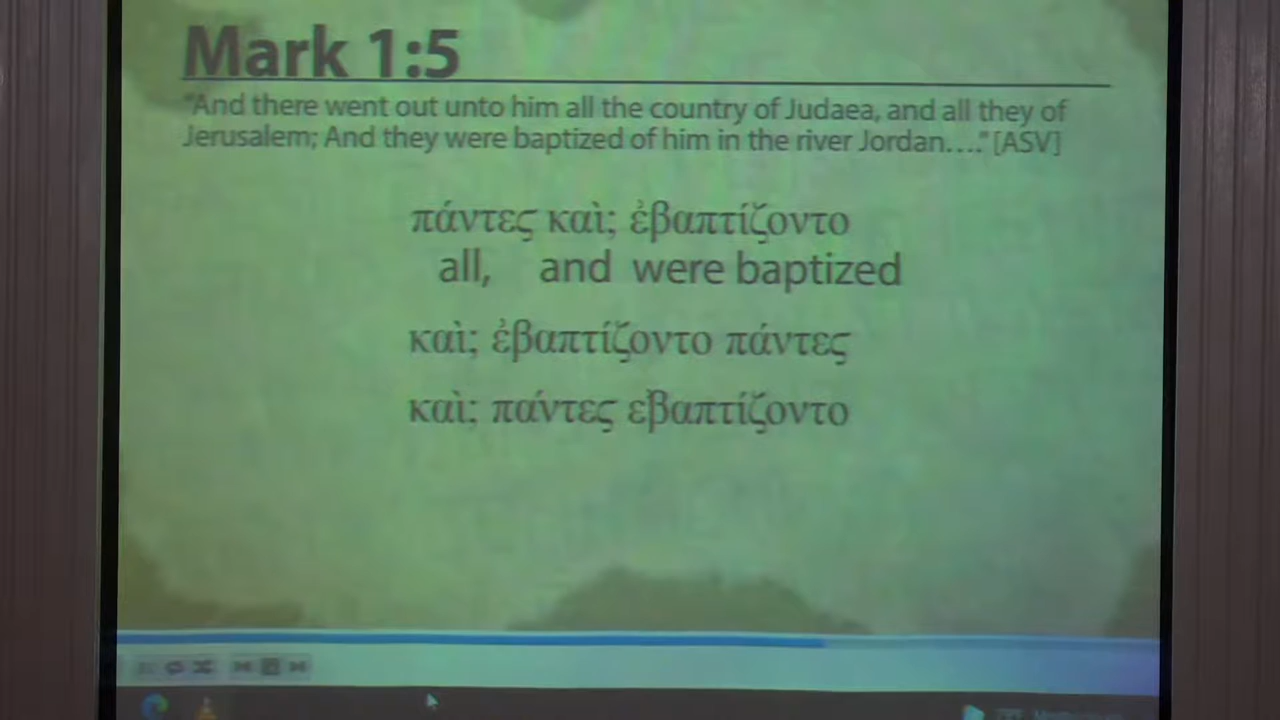 Mark 1:5
"And there went out unto him all the country of Judaea, and all they of
Jerusalem; And they were baptized of him in the river Jordan…." [ASV]
πάντες καὶ; ἐβαπτίζοντο
all, and were baptized
καὶ; ἐβαπτίζοντο πάντες
καὶ; πάντες εβαπτίζοντο